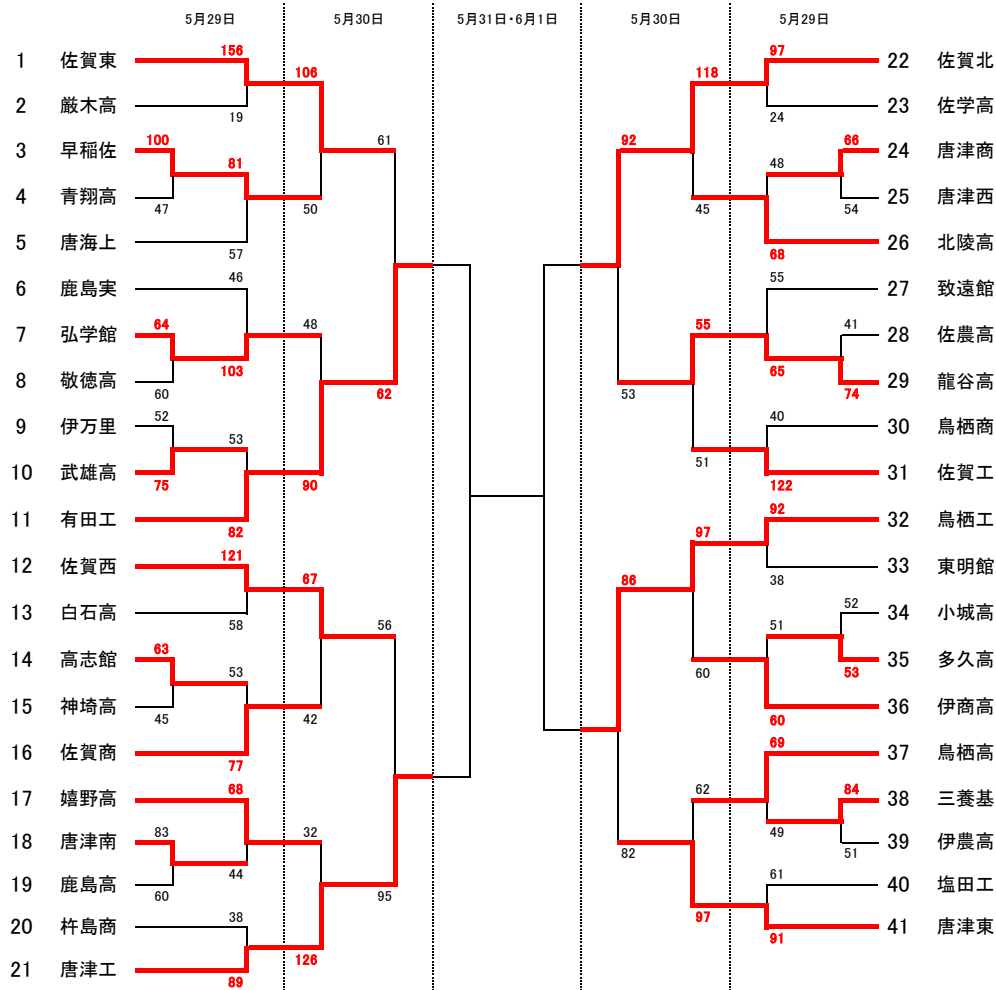 5月29日 5月30日 5月31日・6月1日 5月30日 5月29日
156 97
1 佐賀東 106 118 22 佐賀北
2 厳木高 19 24 23 佐学高
100 61 92 66
3 早稲佐 81 48 24 唐津商
4 青翔高 47 50 45 54 25 唐津西
5 唐海上 57 68 26 北陵高
46 55
6 鹿島実 27 致遠館
64 48 55 41
7 弘学館 103 65 28 佐農高
8 敬徳高 60 62 53 74 29 龍谷高
52 40
9 伊万里 53 30 鳥栖商
10 武雄高 75 90 51 122 31 佐賀工
11 有田工 82 92 32 鳥栖工
121 97
12 佐賀西 67 86 38 33 東明館
13 白石高 58 52 34 小城高
63 56 51
14 高志館 53 60 53 35 多久高
15 神埼高 45 42 60 36 伊商高
16 佐賀商 77 69 37 鳥栖高
68 62 84
17 嬉野高 49 38 三養基
83 32
18 唐津南 44 82 51 39 伊農高
19 鹿島高 60 95 61 40 塩田工
38
20 杵島商 97 91 41 唐津東
21 唐津工 89 126